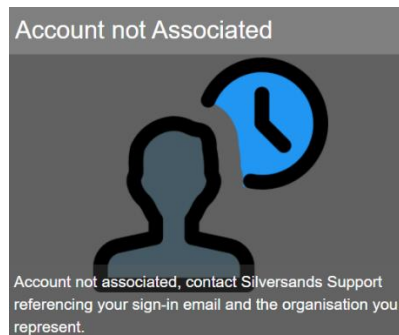 Account not Associated
Account not associated, contact Silversands Support
referencing your sign-in email and the organisation you
represent.